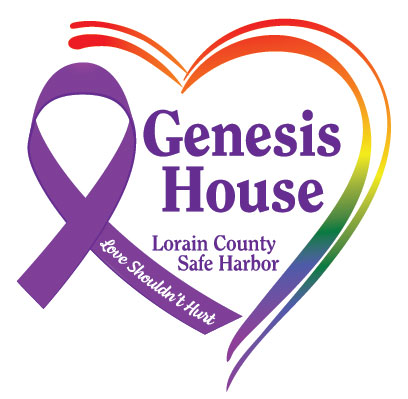 Genesis
House
Lorain County
Safe Harbor
Love Shouldn't Hurt